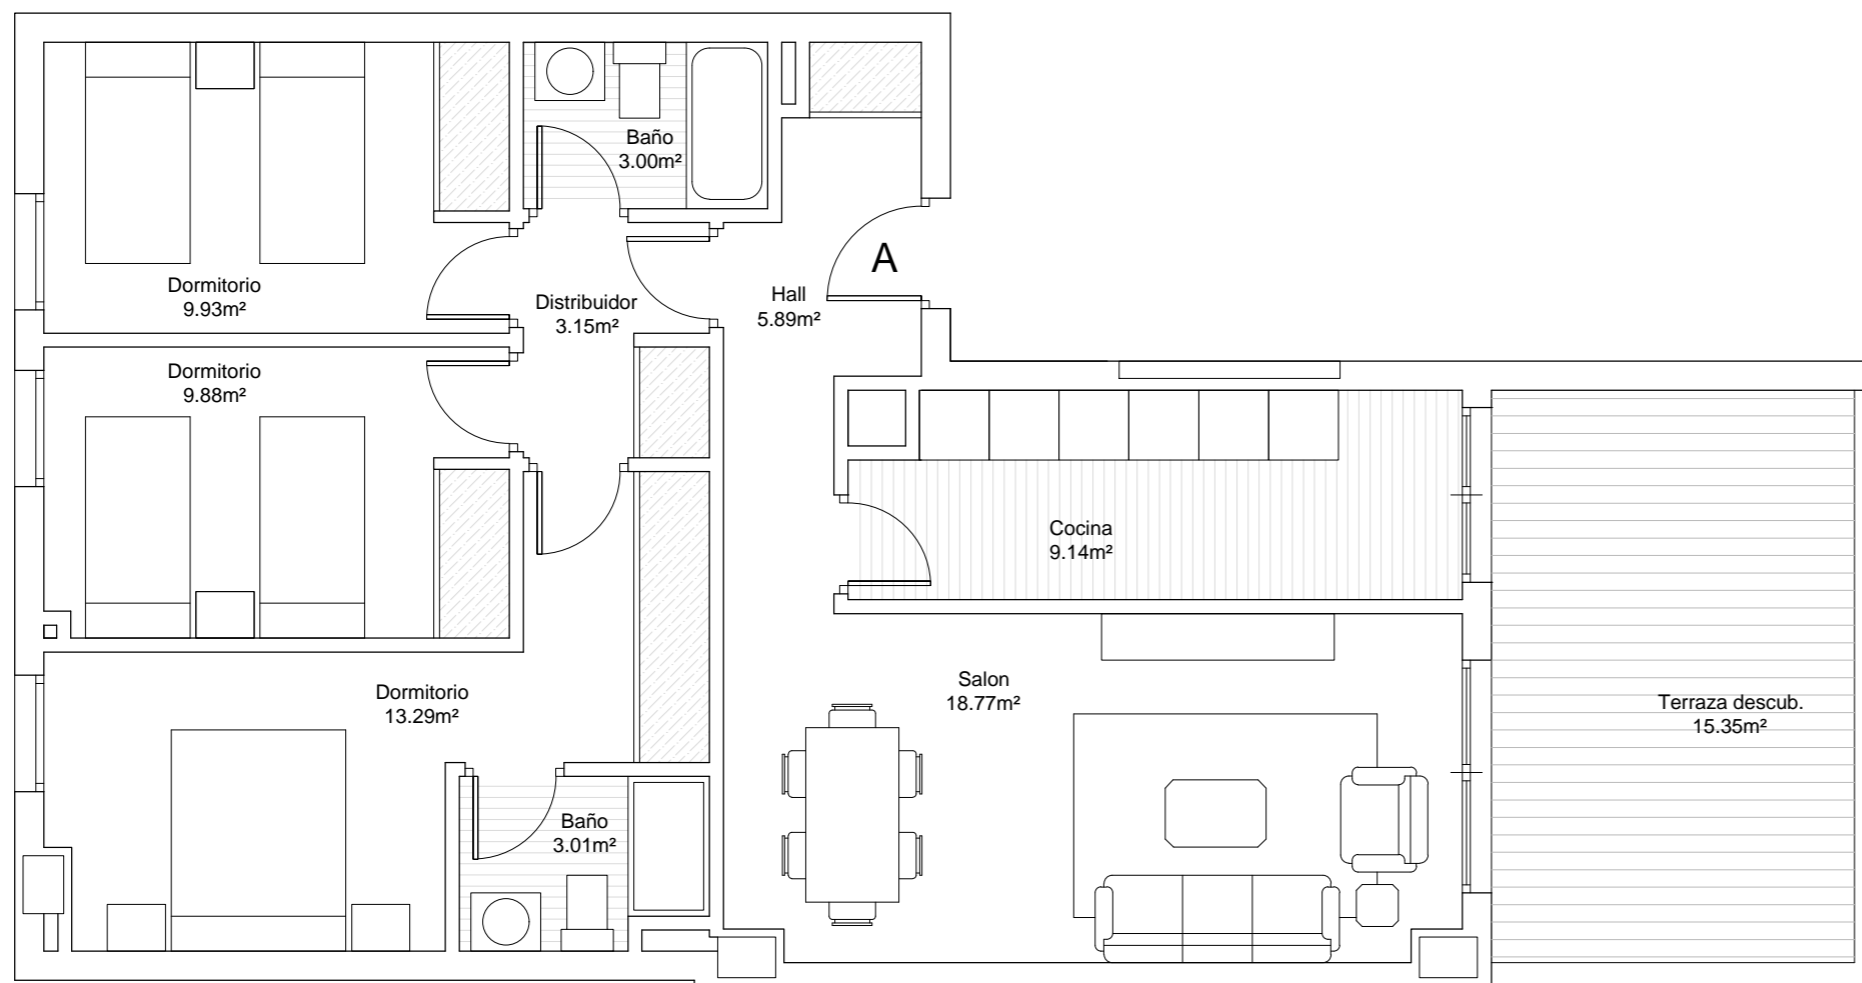 Baño
3.00m²
A
Dormitorio
9.93m²
Distribuidor
3.15m²
Hall
5.89m²
Dormitorio
9.88m²
Cocina
9.14m²
Dormitorio
13.29m²
Salon
18.77m²
Terraza descub.
15.35m²
Baño
3.01m²